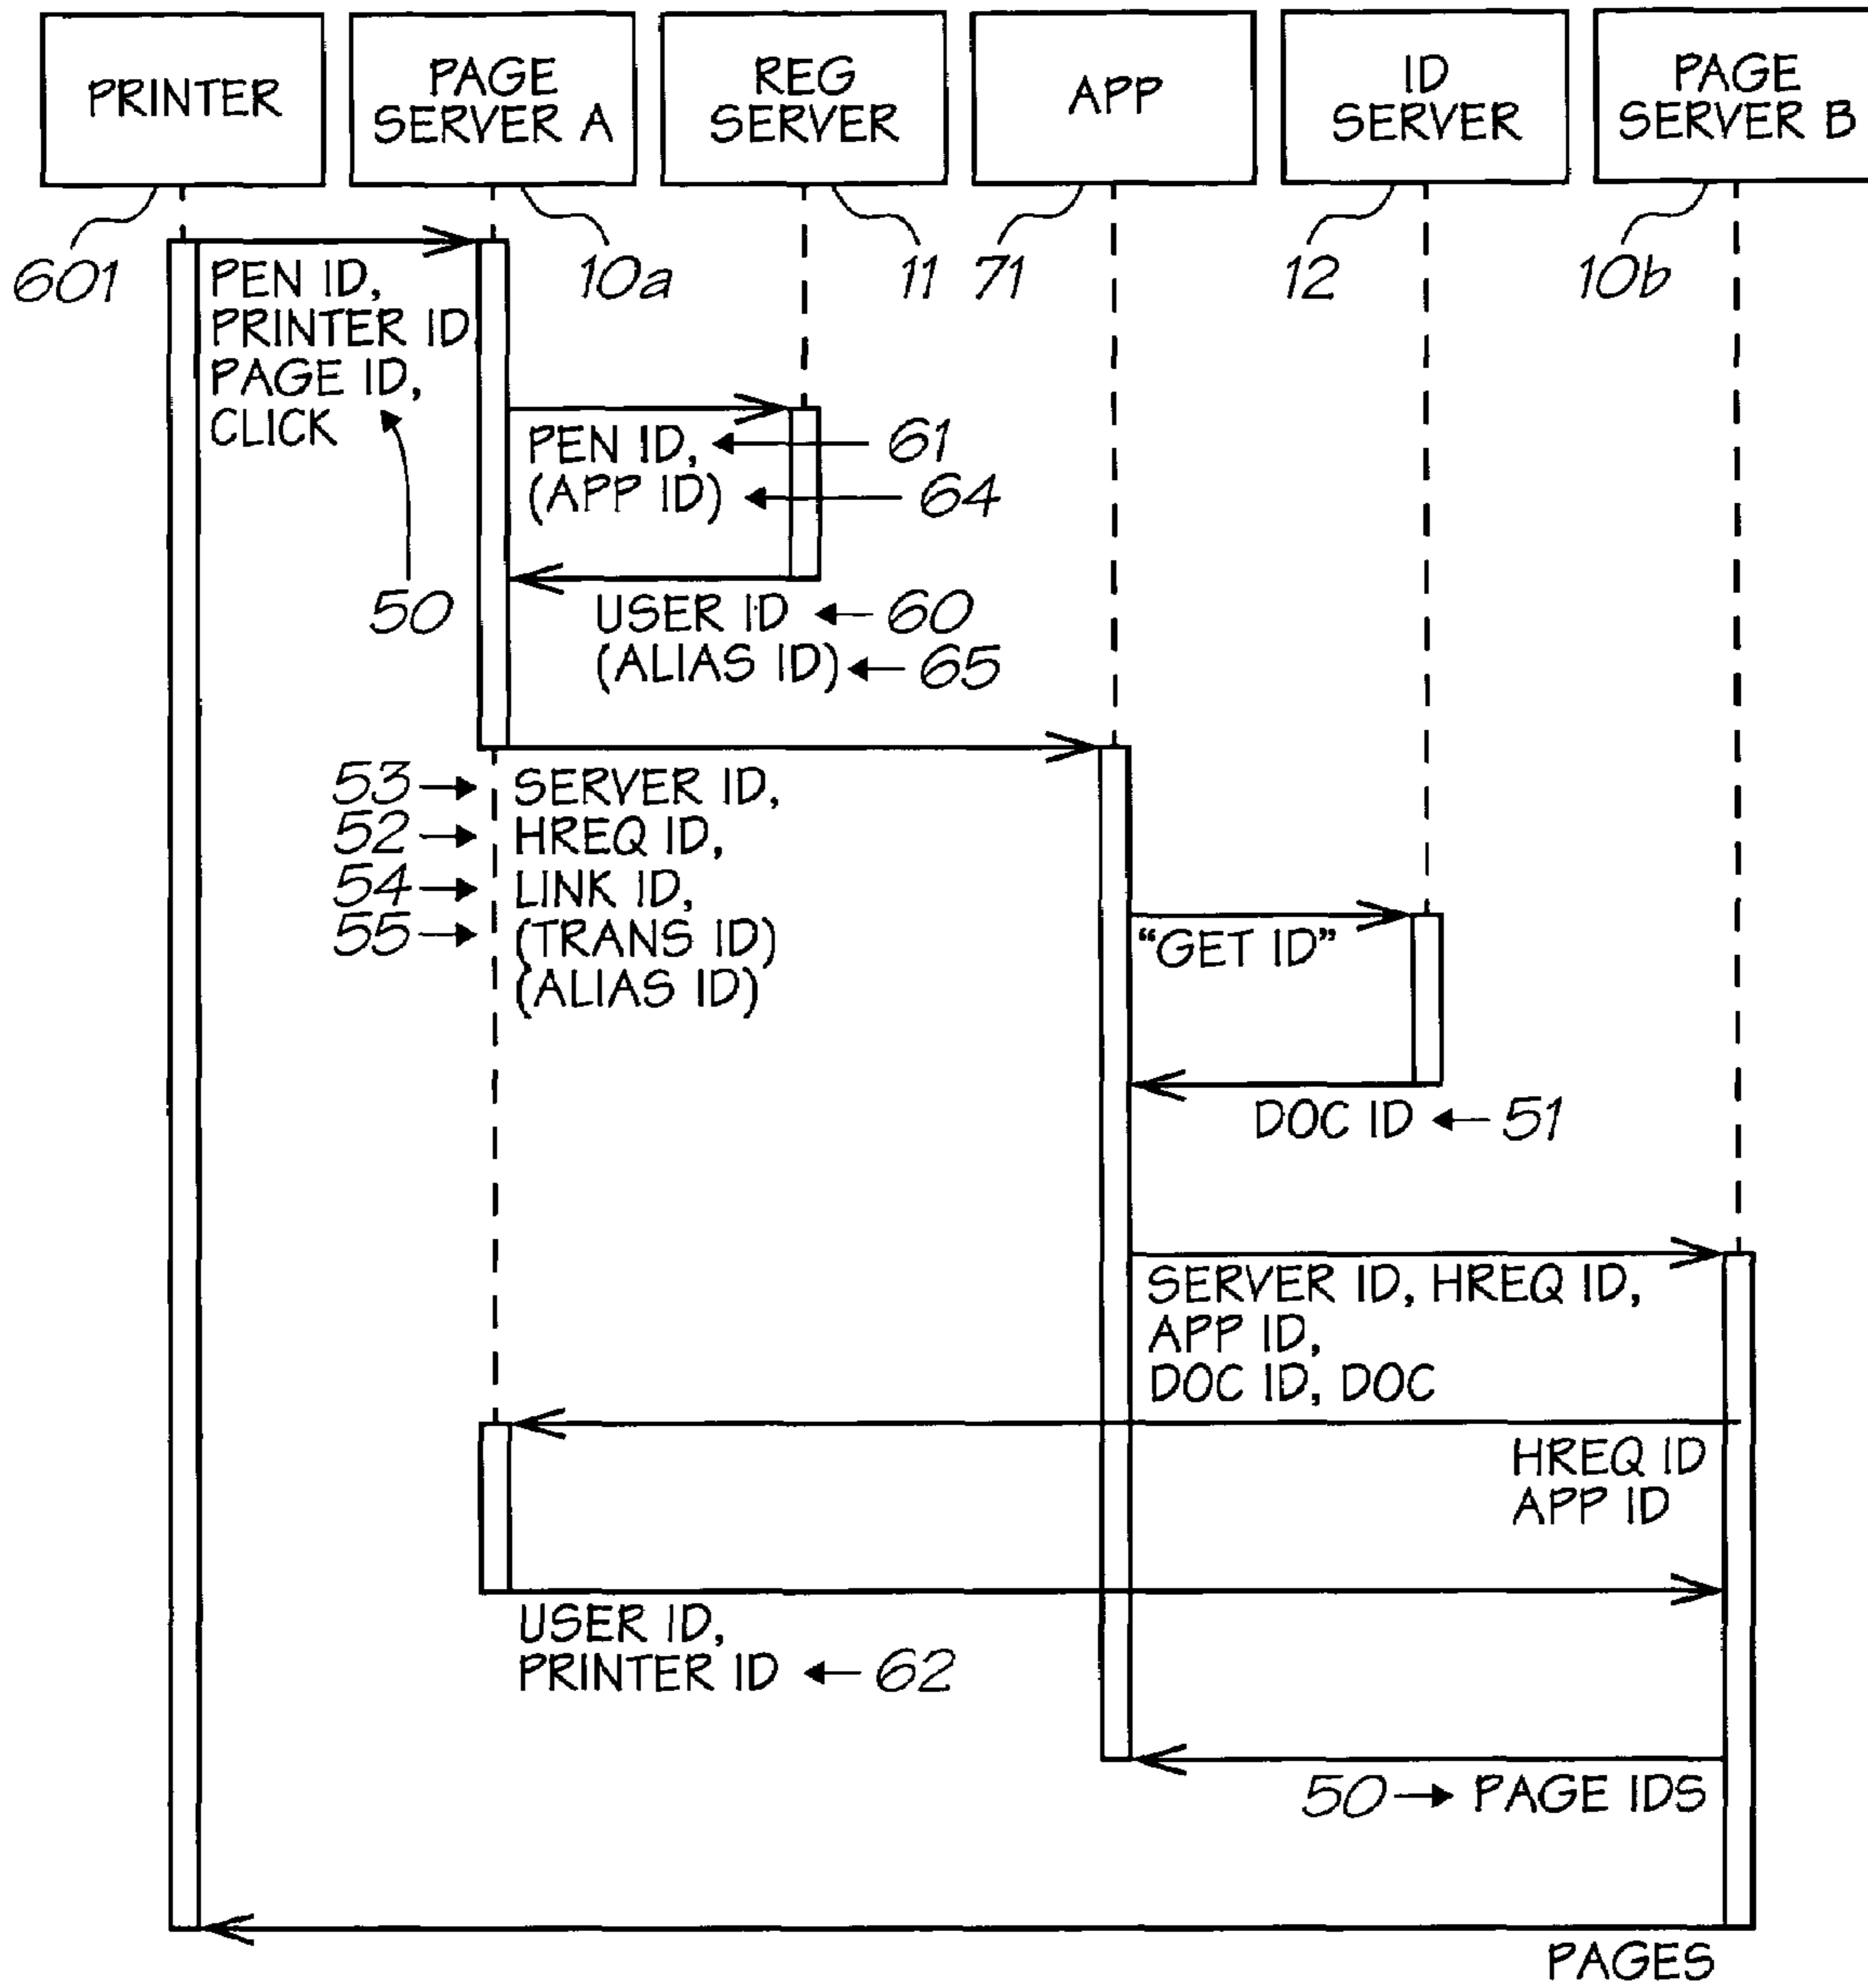 PRINTER
PAGE
SERVER A
REG
SERVER
APP
ID
SERVER
PAGE
SERVER B
601
10a
11
71
12
10b
PEN ID,
PRINTER ID
PAGE ID,
CLICK
50
PEN ID,
(APP ID)
61
64
USER ID
(ALIAS ID)
60
65
53
52
54
55
SERVER ID,
HREQ ID,
LINK ID,
(TRANS ID)
(ALIAS ID)
“GET ID”
DOC ID
51
SERVER ID, HREQ ID,
APP ID,
DOC ID, DOC
HREQ ID
APP ID
USER ID,
PRINTER ID
62
50
PAGE IDS
PAGES